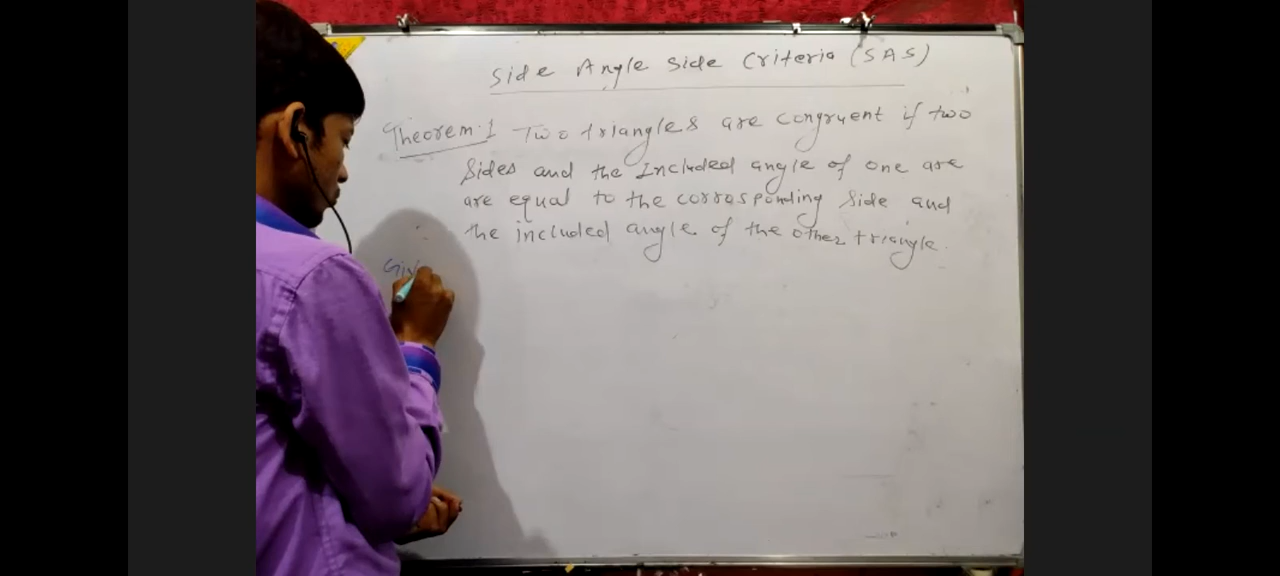 Side Angle Side Criteria (SAS)
Theorem:1 Two triangles are congruent if two
Sides and the Included angle of one are
are equal to the corrosponding Side and
the included angle of the other triangle.
Giv